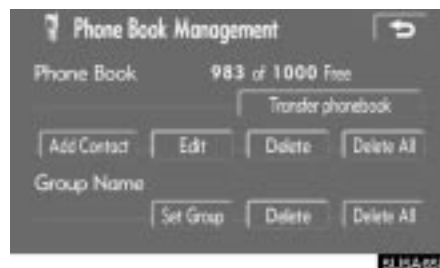 Phone Book Management
Phone Book 983 of 1000 Free
Transfer phonebook
Add Contact Edit Delete Delete All
Group Name
Set Group Delete Delete All